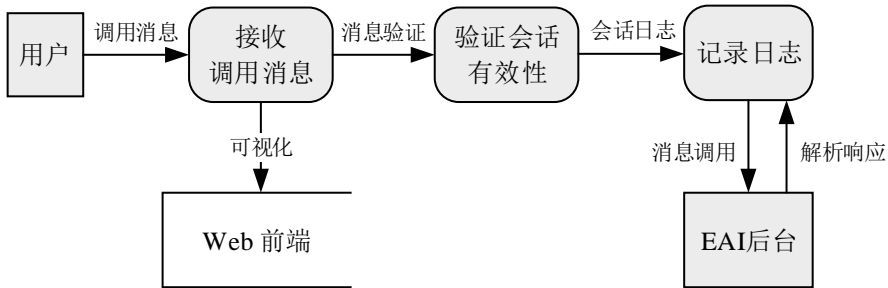 用户
调用消息
接收
调用消息
消息验证
验证会话
有效性
会话日志
记录日志
可视化
消息调用
解析响应
Web 前端
EAI后台